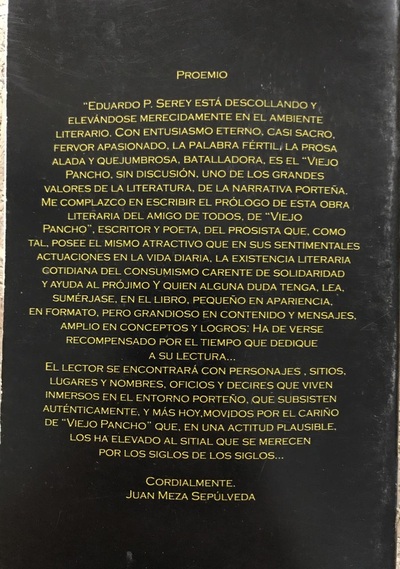 Proemio
"Eduardo P. Serey está descollando y
elevándose merecidamente en el ambiente
literario. Con entusiasmo eterno, casi sacro,
fervor apasionado, la palabra fértil, la prosa
alada y quejumbrosa, batalladora, es el "Viejo
Pancho, sin discusión, uno de los grandes
valores de la literatura, de la narrativa porteña.
Me complazco en escribir el prólogo de esta obra
literaria del amigo de todos, de "Viejo
Pancho", escritor y poeta, del prosista que, como
tal, posee el mismo atractivo que en sus sentimentales
actuaciones en la vida diaria, la existencia literaria
cotidiana del consumismo carente de solidaridad
y ayuda al prójimo Y quien alguna duda tenga, lea,
sumérjase, en el libro, pequeño en apariencia,
en formato, pero grandioso en contenido y mensajes,
amplio en conceptos y logros: Ha de verse
recompensado por el tiempo que dedique
a su lectura...
El lector se encontrará con personajes , sitios,
lugares y nombres, oficios y decires que viven
inmersos en el entorno porteño, que subsisten
auténticamente, y más hoy,movidos por el cariño
de "Viejo Pancho" que, en una actitud plausible,
los ha elevado al sitial que se merecen
por los siglos de los siglos...
Cordialmente.
Juan Meza Sepúlveda